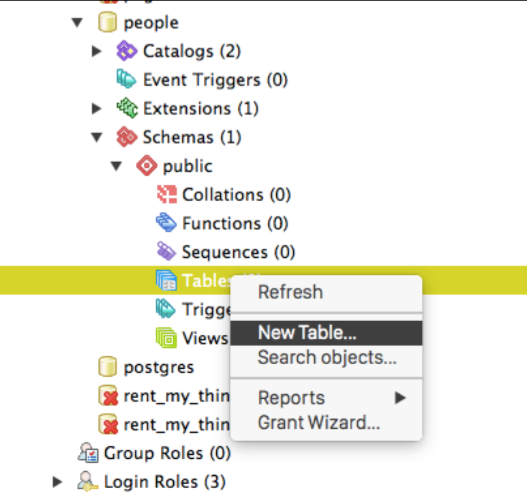 people
Catalogs (2)
Event Triggers (0)
Extensions (1)
Schemas (1)
public
Collations (0)
Functions (0)
Sequences (0)
Tables
Refresh
Trigge
New Table...
Views
Search objects...
postgres
rent_my_thin
Reports
rent_my_thin
Grant Wizard...
Group Roles (0)
Login Roles (3)